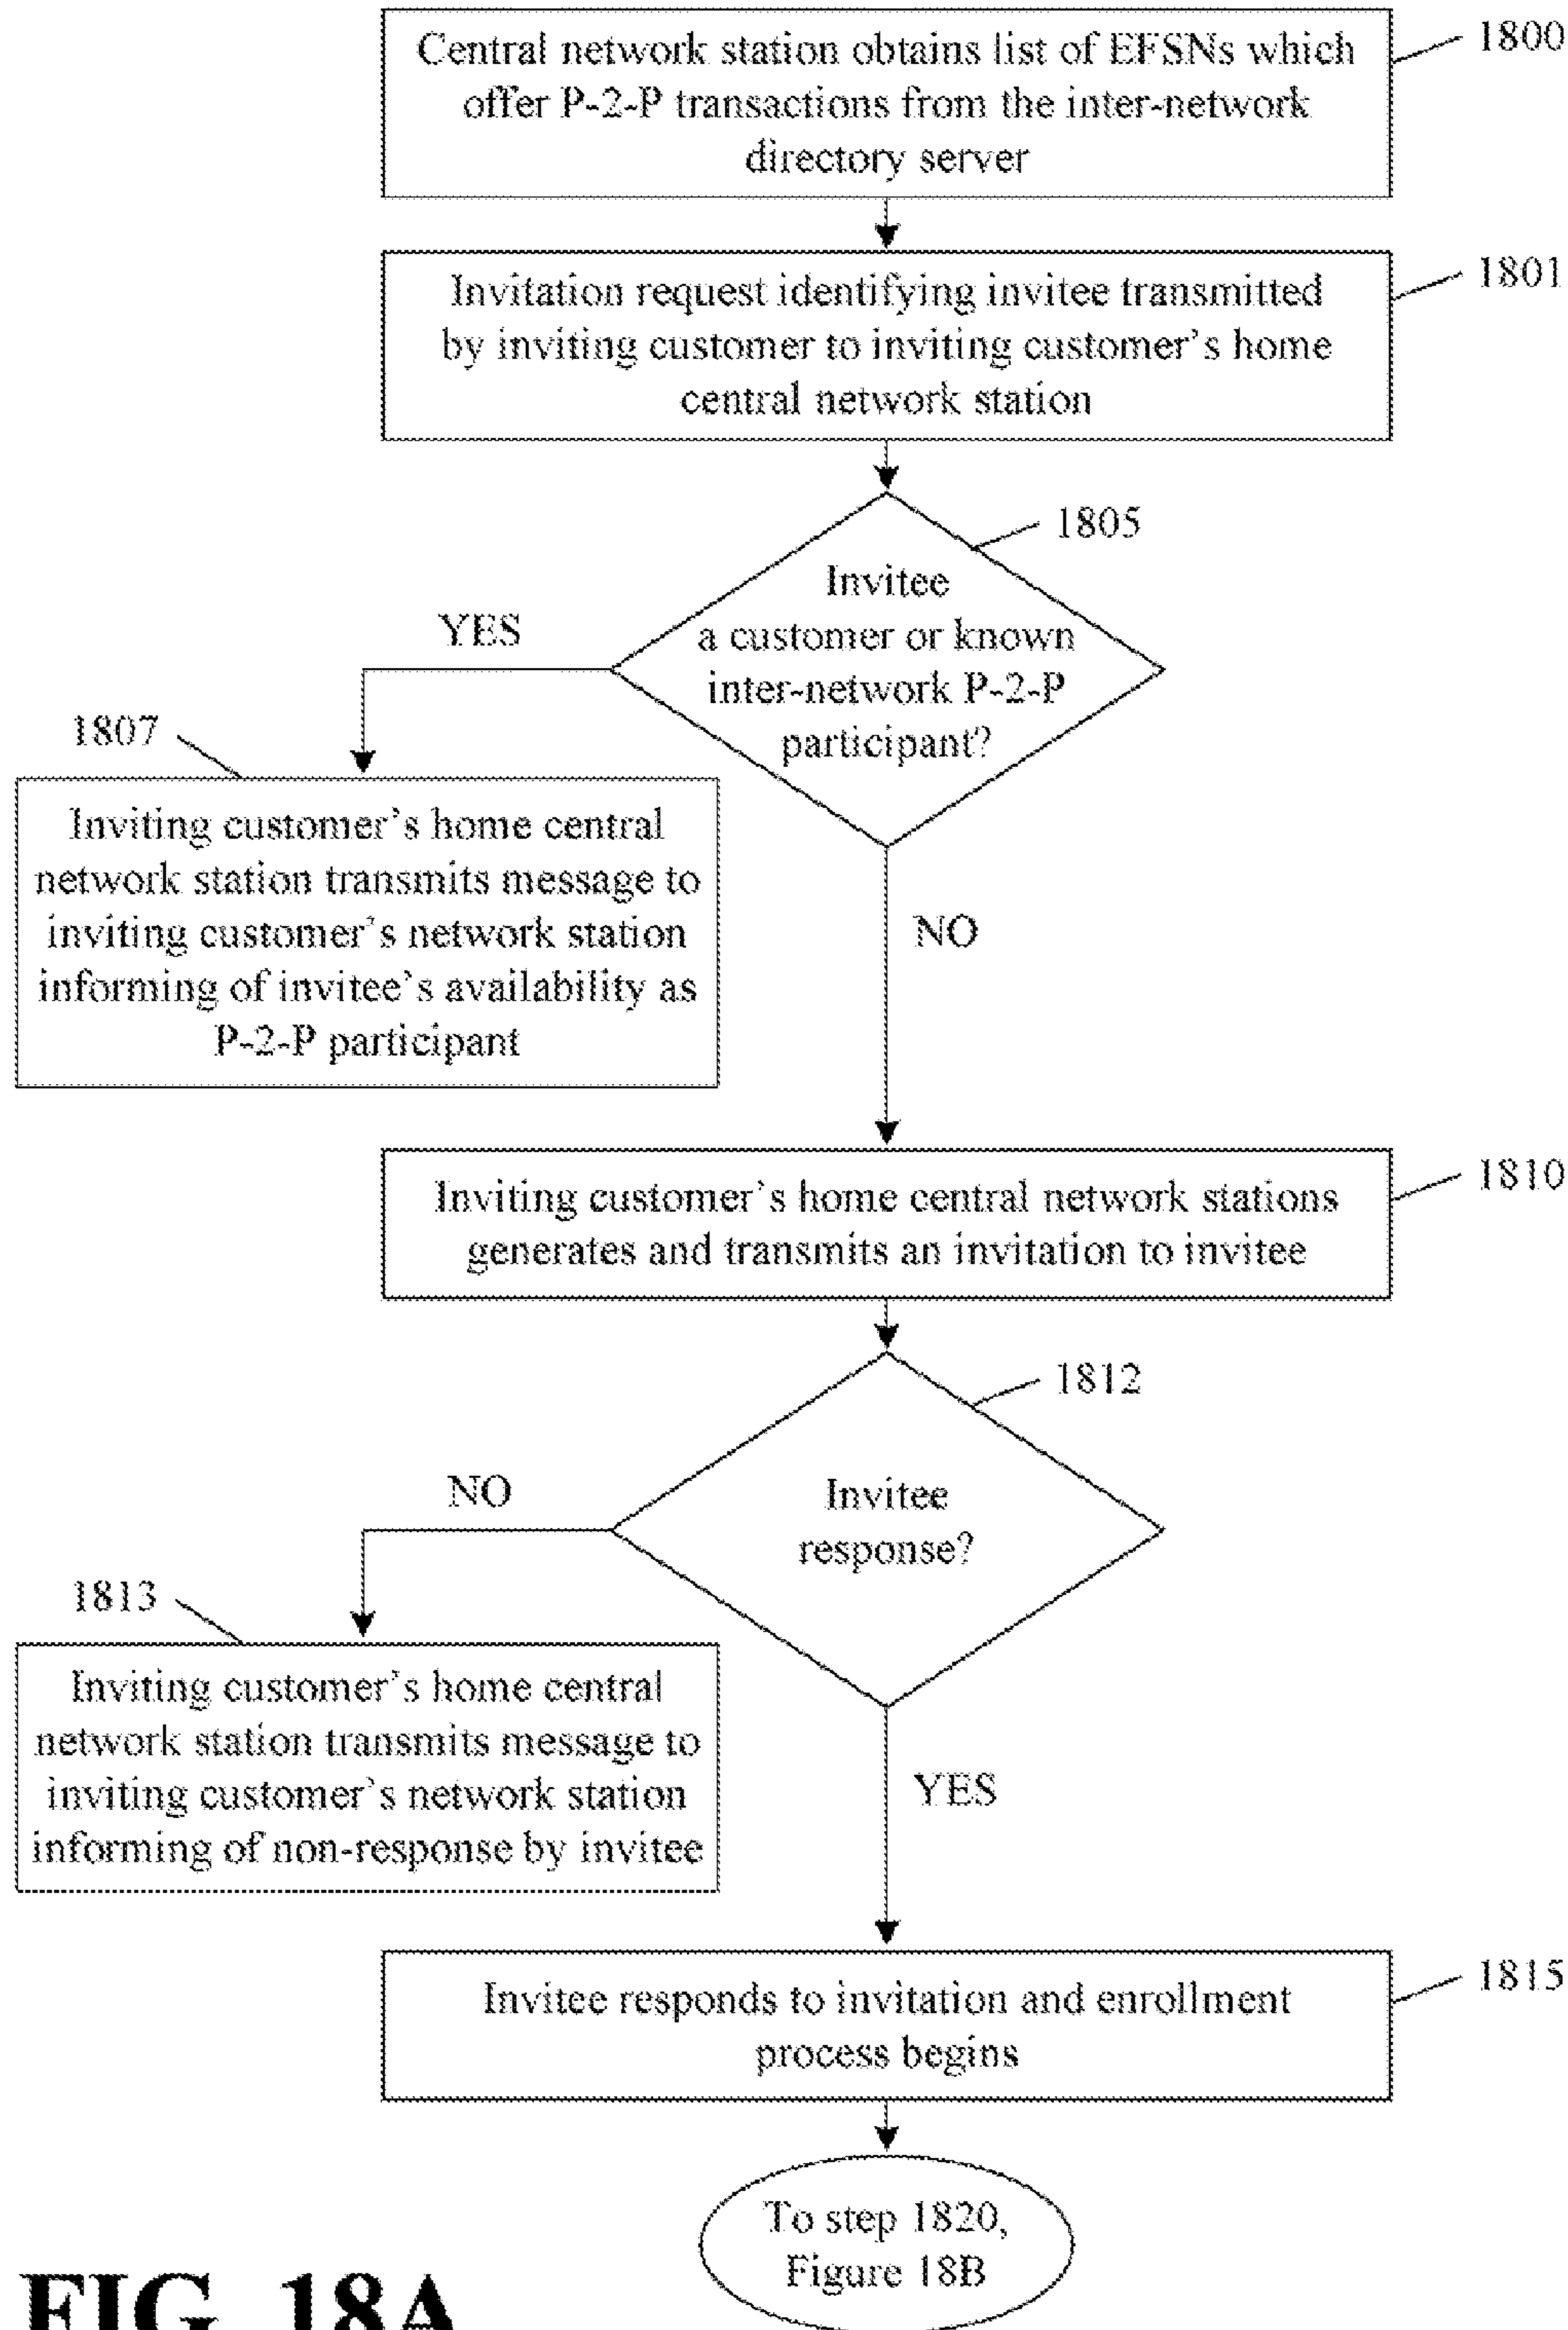 Central network station obtains list of EFSNs which
offer P-2-P transactions from the inter-network
directory server
1800
Invitation request identifying invitee transmitted
by inviting customer to inviting customer's home
central network station
1801
1805
Invitee
a customer or known
inter-network P-2-P
participant?
YES
1807
Inviting customer's home central
network station transmits message to
inviting customer's network station
informing of invitee's availability as
P-2-P participant
NO
Inviting customer's home central network stations
generates and transmits an invitation to invitee
1810
1812
Invitee
response?
NO
1813
Inviting customer's home central
network station transmits message to
inviting customer's network station
informing of non-response by invitee
YES
Invitee responds to invitation and enrollment
process begins
1815
To step 1820,
Figure 18B
FIG. 18A